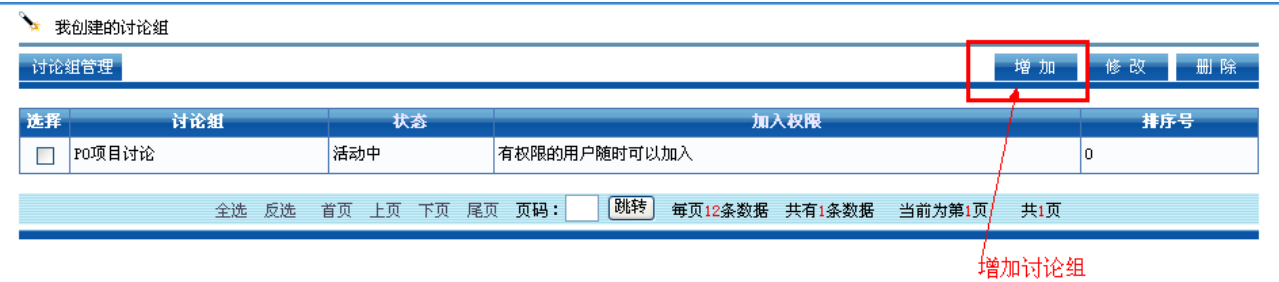 我创建的讨论组
讨论组管理 增 加 修 改 删 除
选择 讨论组 状态 加入权限 排序号
PO项目讨论 活动中 有权限的用户随时可以加入 0
全选 反选 首页 上页 下页 尾页 页码： 跳转 每页12条数据 共有1条数据 当前为第1页 共1页
增加讨论组